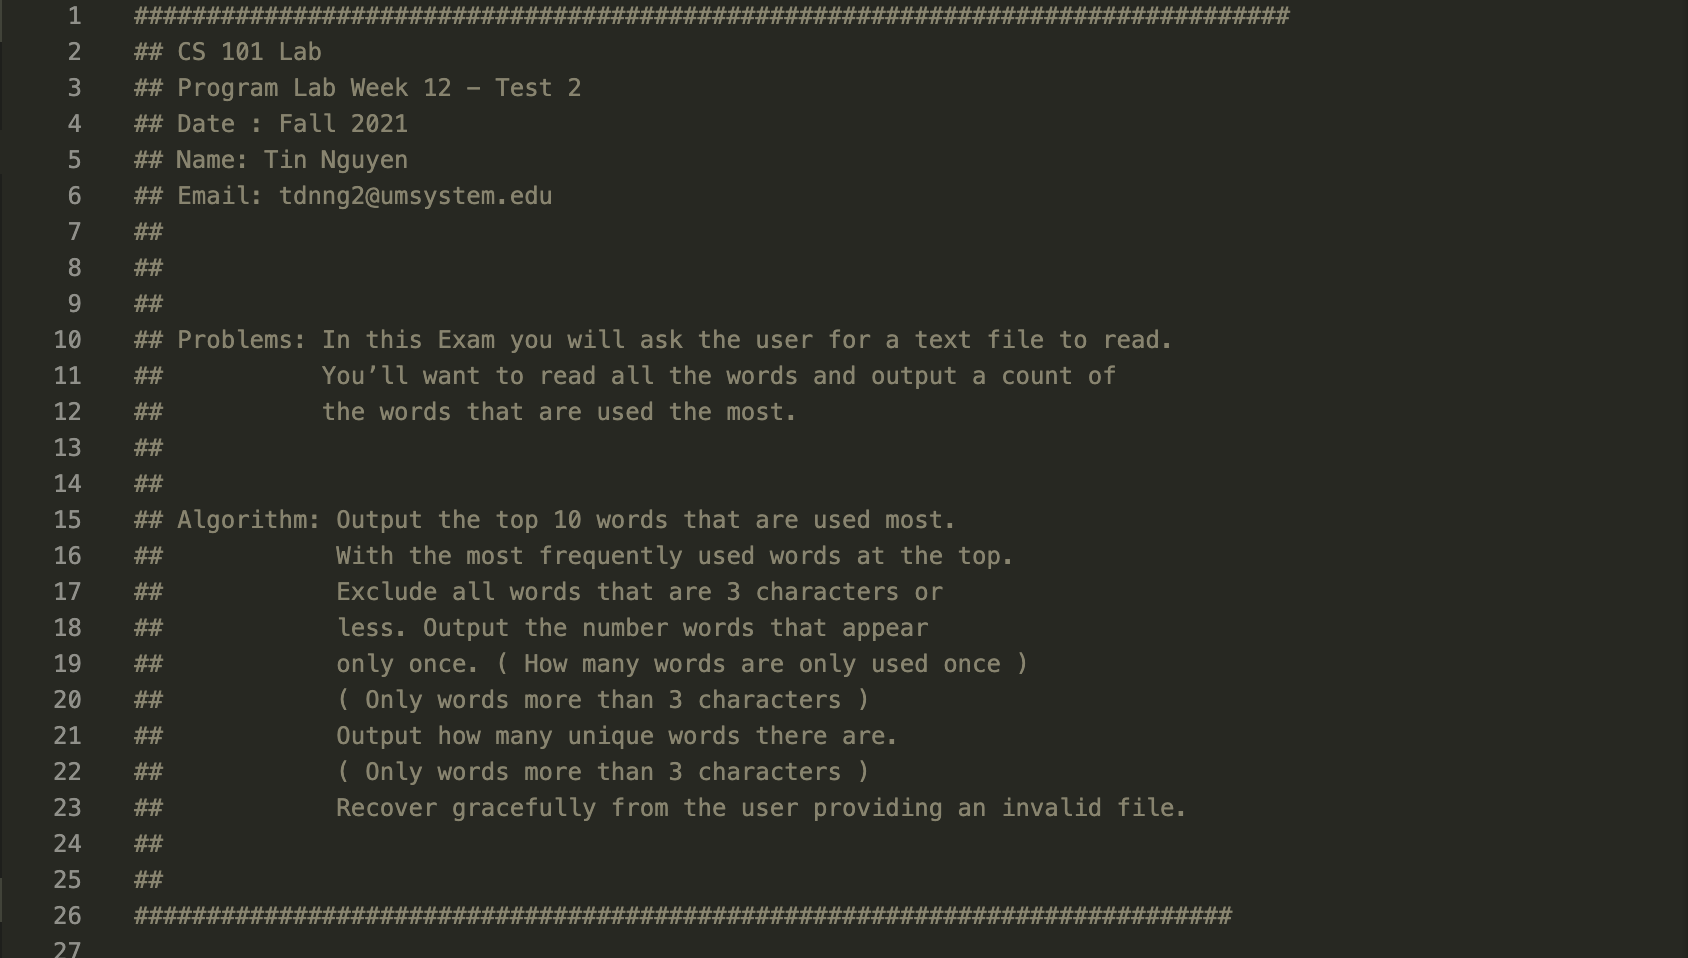 1 ################################################################################
2 ## CS 101 Lab
3 ## Program Lab Week 12 – Test 2
4 ## Date : Fall 2021
5 ## Name: Tin Nguyen
6 ## Email: tdnng2@umsystem.edu
7 ##
8 ##
9 ##
10 ## Problems: In this Exam you will ask the user for a text file to read.
11 ##           You’ll want to read all the words and output a count of
12 ##           the words that are used the most.
13 ##
14 ##
15 ## Algorithm: Output the top 10 words that are used most.
16 ##            With the most frequently used words at the top.
17 ##            Exclude all words that are 3 characters or
18 ##            less. Output the number words that appear
19 ##            only once. ( How many words are only used once )
20 ##            ( Only words more than 3 characters )
21 ##            Output how many unique words there are.
22 ##            ( Only words more than 3 characters )
23 ##            Recover gracefully from the user providing an invalid file.
24 ##
25 ##
26 ############################################################################
27